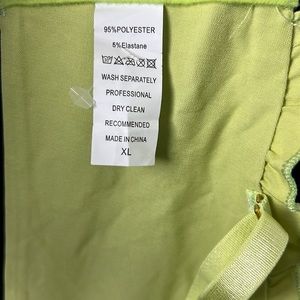 95%POLYESTER
5%Elastane
WASH SEPARATELY
PROFESSIONAL
DRY CLEAN
RECOMMENDED
MADE IN CHINA
XL